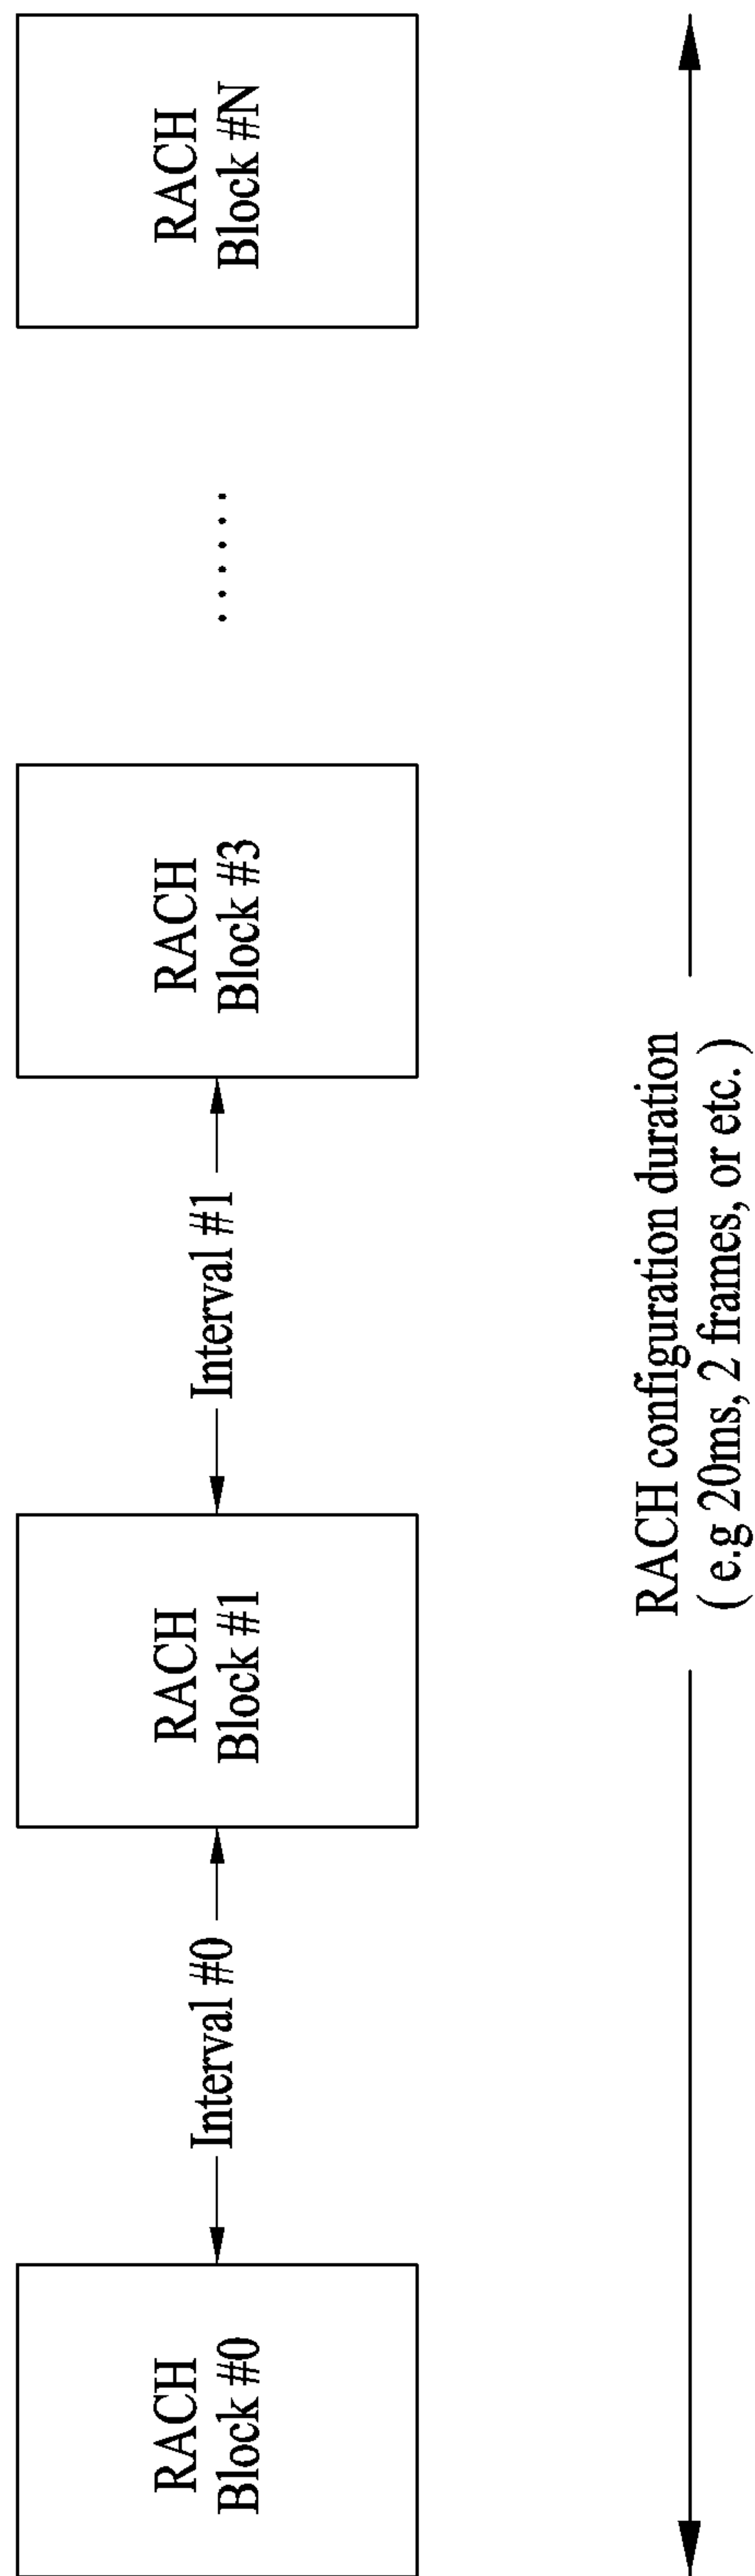 RACH
Block #0
Interval #0
RACH
Block #1
Interval #1
RACH
Block #3
......
RACH
Block #N
RACH configuration duration
( e.g 20ms, 2 frames, or etc. )